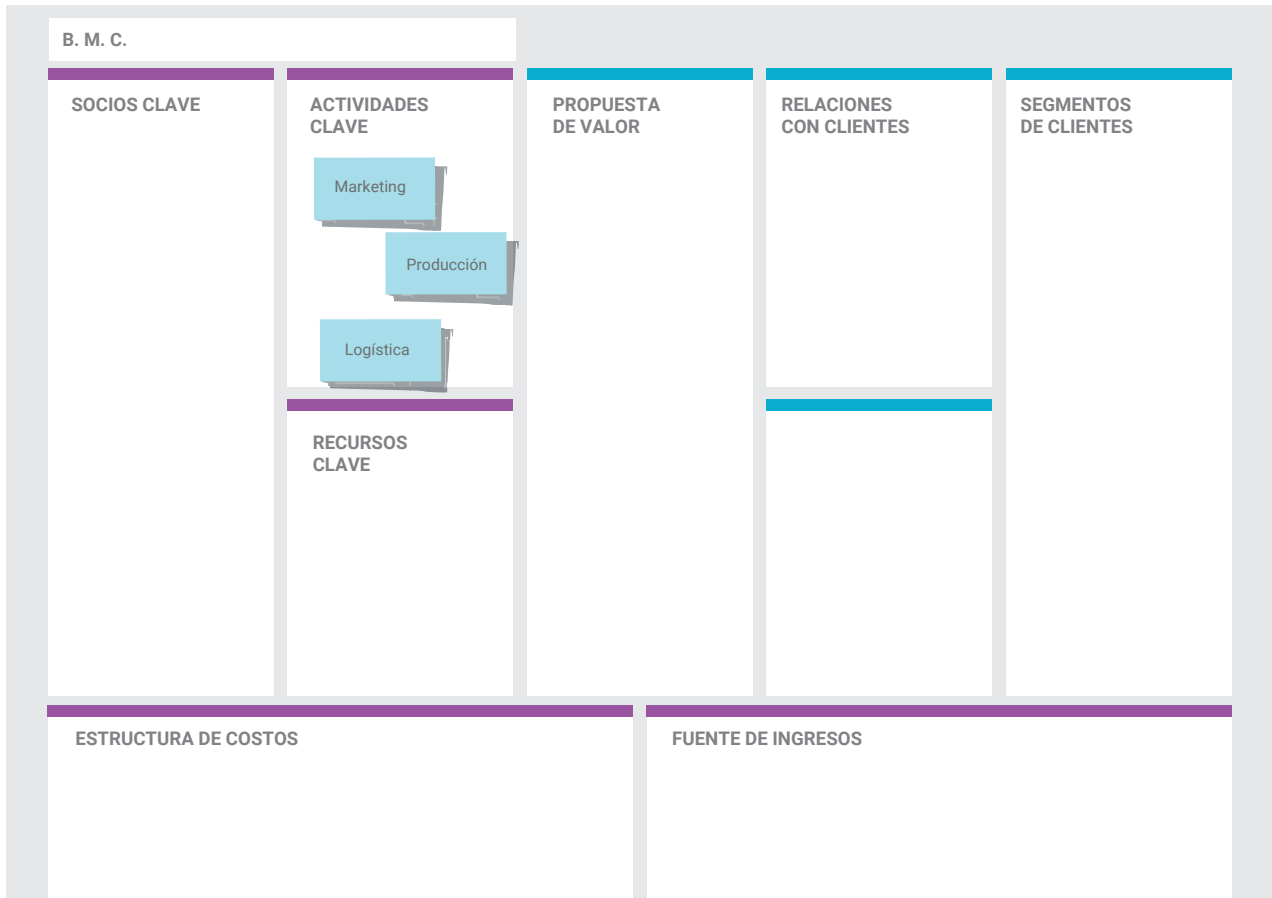 B. M. C.
SOCIOS CLAVE
ACTIVIDADES
CLAVE
Marketing
Producción
Logística
RECURSOS
CLAVE
PROPUESTA
DE VALOR
RELACIONES
CON CLIENTES
SEGMENTOS
DE CLIENTES
ESTRUCTURA DE COSTOS
FUENTE DE INGRESOS